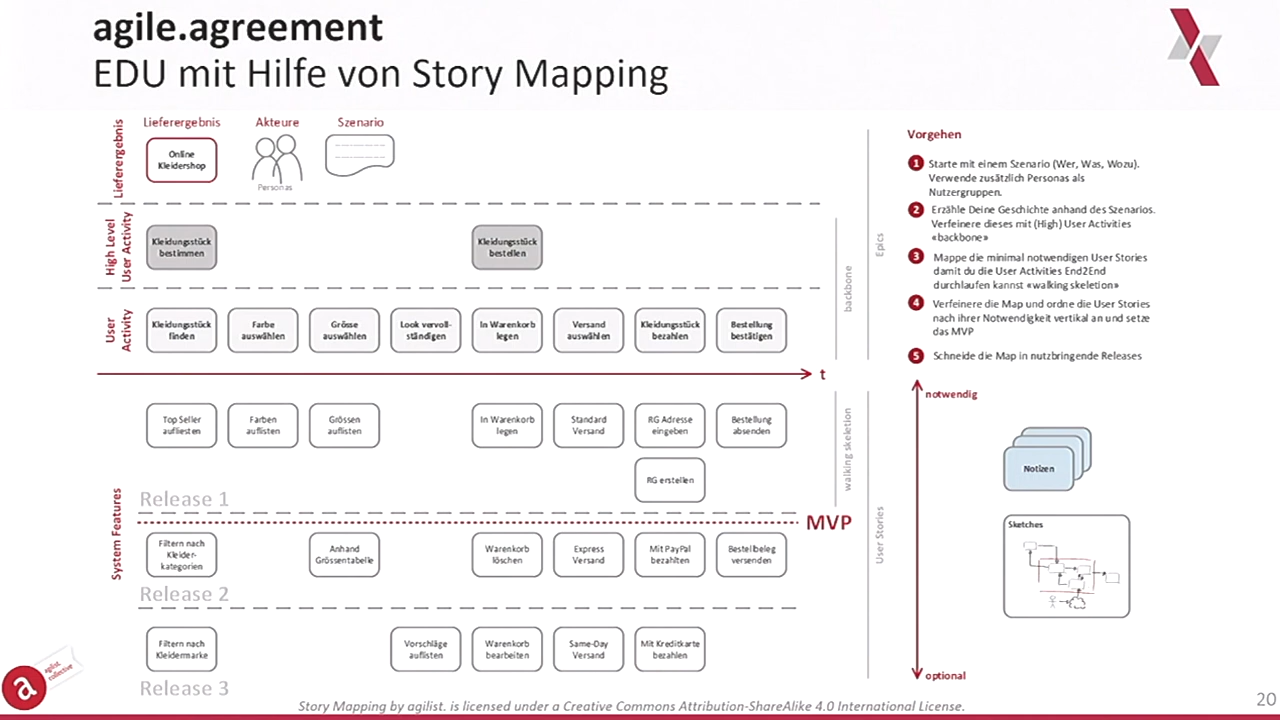 agile.agreement
EDU mit Hilfe von Story Mapping
Lieferergebnis
Lieferergebnis
Akteure
Szenario
Online
Kleidershop
Personas
High Level
User Activity
Kleidungsstück
bestimmen
Kleidungsstück
bestellen
User
Activity
Kleidungsstück
finden
Farbe
auswählen
Grösse
auswählen
Look vervoll-
ständigen
In Warenkorb
legen
Versand
auswählen
Kleidungsstück
bezahlen
Bestellung
bestätigen
t
backbone
Epics
System Features
Top Seller
aufliesten
Farben
auflisten
Grössen
auflisten
In Warenkorb
legen
Standard
Versand
RG Adresse
eingeben
Bestellung
absenden
RG erstellen
Release 1
walking skeletion
MVP
User Stories
Filtern nach
Kleider-
kategorien
Anhand
Grössentabelle
Warenkorb
löschen
Express
Versand
Mit PayPal
bezahlten
Bestellbeleg
versenden
Release 2
Filtern nach
Kleidermarke
Vorschläge
auflisten
Warenkorb
bearbeiten
Same-Day
Versand
Mit Kreditkarte
bezahlen
Release 3
Vorgehen
1 Starte mit einem Szenario (Wer, Was, Wozu).
Verwende zusätzlich Personas als
Nutzergruppen.
2 Erzähle Deine Geschichte anhand des Szenarios.
Verfeinere dieses mit (High) User Activities
«backbone»
3 Mappe die minimal notwendigen User Stories
damit du die User Activities End2End
durchlaufen kannst «walking skeletion»
4 Verfeinere die Map und ordne die User Stories
nach ihrer Notwendigkeit vertikal an und setze
das MVP
5 Schneide die Map in nutzbringende Releases
notwendig
Notizen
Sketches
optional
a
agilist
collective
Story Mapping by agilist. is licensed under a Creative Commons Attribution-ShareAlike 4.0 International License.
20